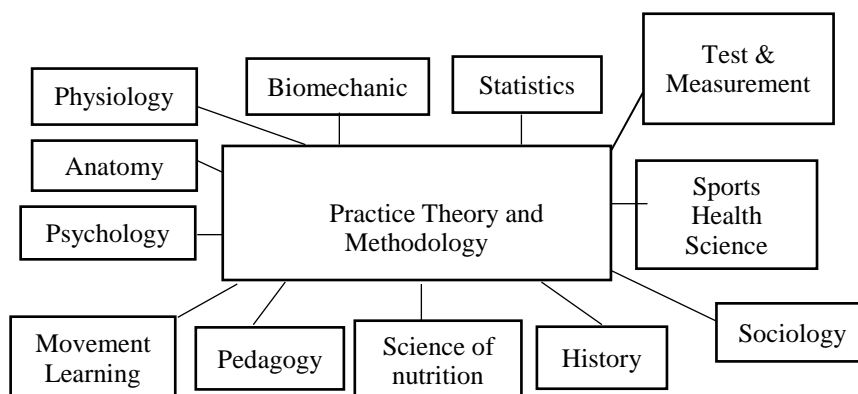 Physiology
Biomechanic
Statistics
Test &
Measurement
Anatomy
Psychology
Practice Theory and
Methodology
Sports
Health
Science
Movement
Learning
Pedagogy
Science of
nutrition
History
Sociology